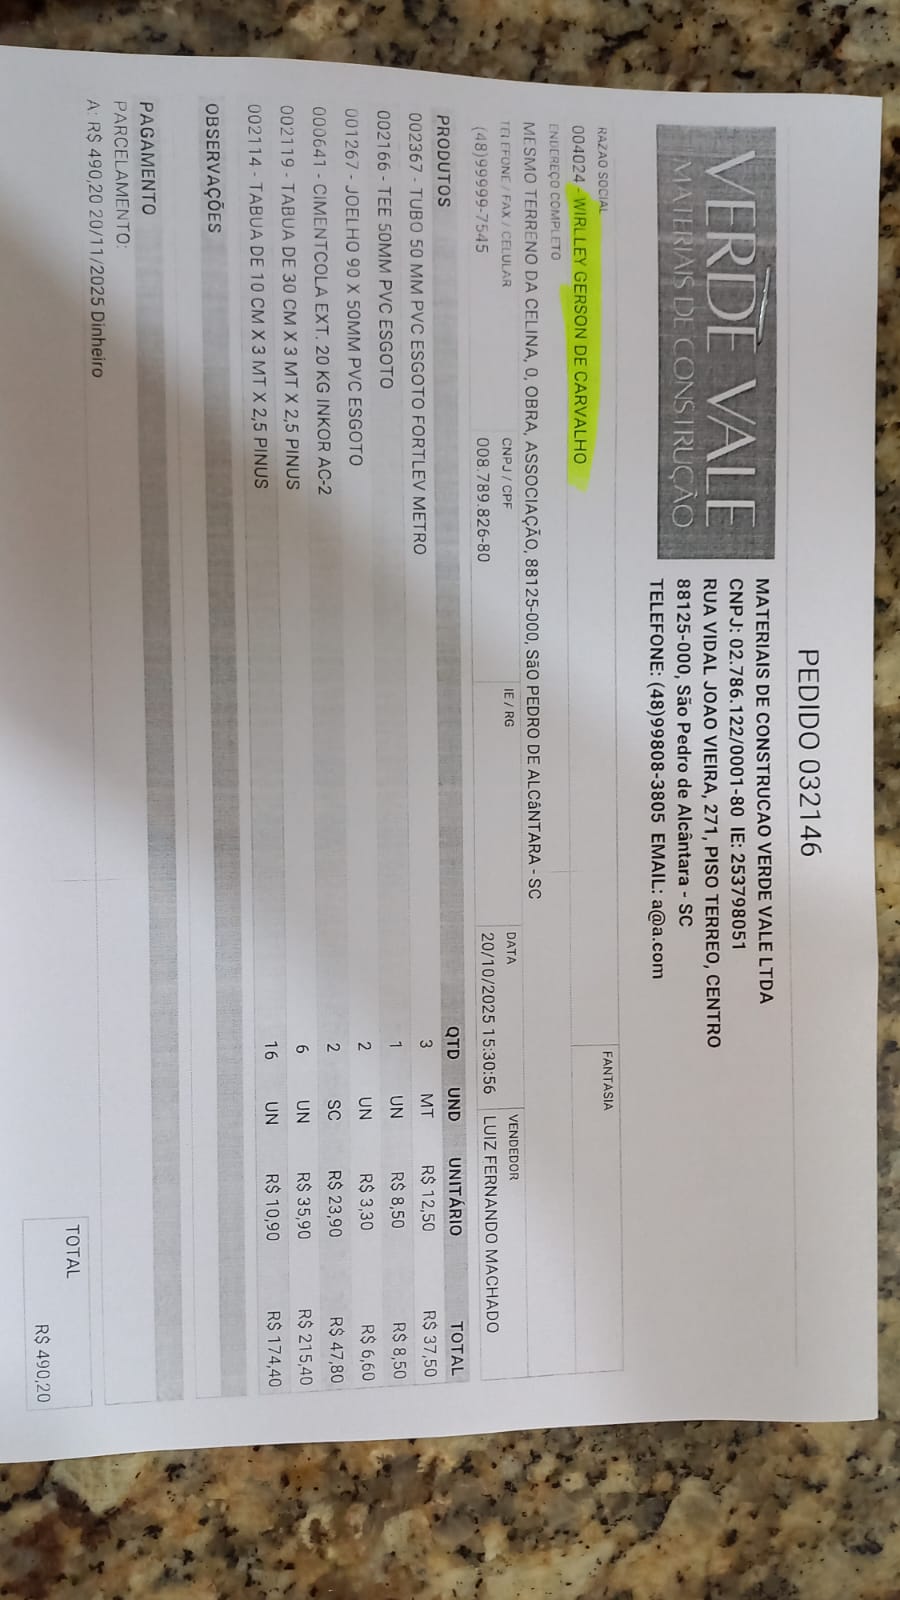 PEDIDO 032146
VERDE VALE
MATERIAIS DE CONSTRUÇÃO
MATERIAIS DE CONSTRUCAO VERDE VALE LTDA
CNPJ: 02.786.122/0001-80 IE: 253798051
RUA VIDAL JOAO VIEIRA, 271, PISO TERREO, CENTRO
88125-000, São Pedro de Alcântara - SC
TELEFONE: (48)99808-3805 EMAIL: a@a.com
RAZAO SOCIAL FANTASIA
004024 - WIRLLEY GERSON DE CARVALHO
ENDEREÇO COMPLETO
MESMO TERRENO DA CELINA, 0, OBRA, ASSOCIAÇÃO, 88125-000, SãO PEDRO DE ALCâNTARA - SC
TELEFONE / FAX / CELULAR CNPJ / CPF IE / RG DATA VENDEDOR
(48)99999-7545 008.789.826-80 20/10/2025 15:30:56 LUIZ FERNANDO MACHADO
PRODUTOS QTD UND UNITÁRIO TOTAL
002367 - TUBO 50 MM PVC ESGOTO FORTLEV METRO 3 MT R$ 12,50 R$ 37,50
002166 - TEE 50MM PVC ESGOTO 1 UN R$ 8,50 R$ 8,50
001267 - JOELHO 90 X 50MM PVC ESGOTO 2 UN R$ 3,30 R$ 6,60
000641 - CIMENTCOLA EXT. 20 KG INKOR AC-2 2 SC R$ 23,90 R$ 47,80
002119 - TABUA DE 30 CM X 3 MT X 2,5 PINUS 6 UN R$ 35,90 R$ 215,40
002114 - TABUA DE 10 CM X 3 MT X 2,5 PINUS 16 UN R$ 10,90 R$ 174,40
OBSERVAÇÕES
PAGAMENTO
PARCELAMENTO:
A: R$ 490,20 20/11/2025 Dinheiro
TOTAL
R$ 490,20